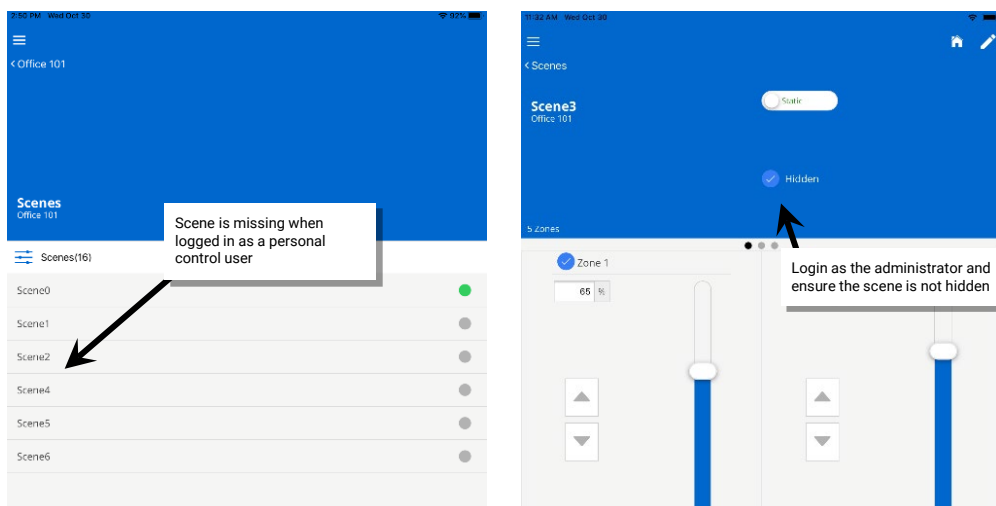 2:50 PM Wed Oct 30
92%
Office 101
Scenes
Office 101
Scene is missing when
logged in as a personal
control user
Scenes(16)
Scene0
Scene1
Scene2
Scene4
Scene5
Scene6
11:32 AM Wed Oct 30
Scenes
Scene3
Office 101
Static
Hidden
5 Zones
Zone 1
65 %
Login as the administrator and
ensure the scene is not hidden